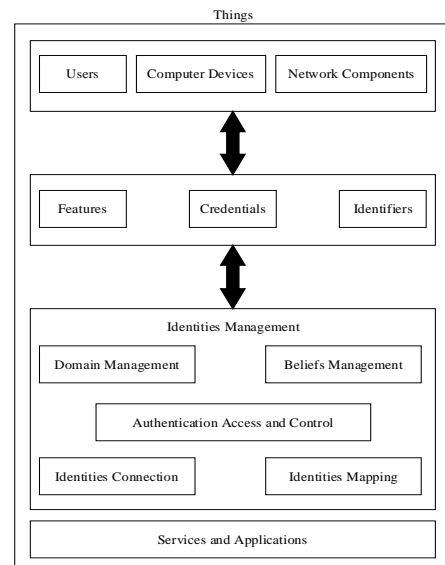 Things
Users
Computer Devices
Network Components
Features
Credentials
Identifiers
Identities Management
Domain Management
Beliefs Management
Authentication Access and Control
Identities Connection
Identities Mapping
Services and Applications